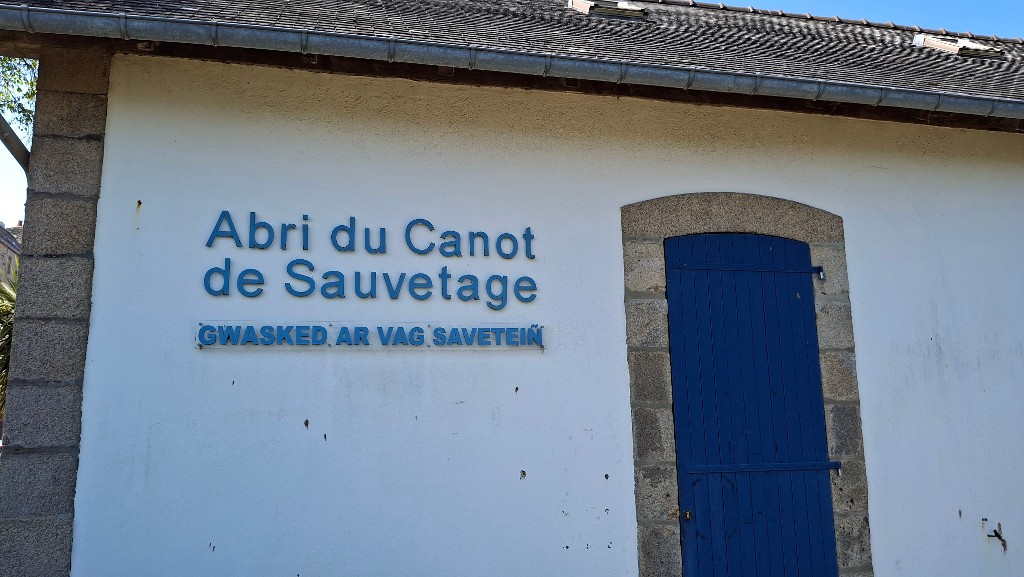 Abri du Canot
de Sauvetage
GWASKED AR VAG SAVETEIÑ